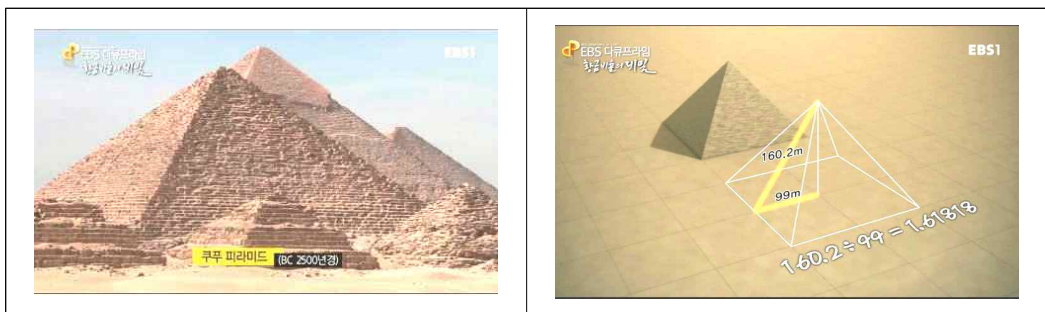 EBS 다큐프라임
황금비율의 비밀
EBS1
쿠푸 피라미드 (BC 2500년경)
EBS 다큐프라임
황금비율의 비밀
EBS1
160.2m
99m
160.2÷99 = 1.61818